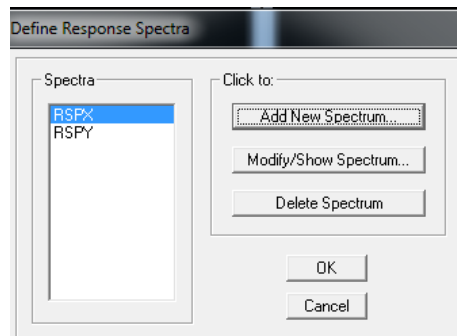 Define Response Spectra
Spectra
RSPX
RSPY
Click to:
Add New Spectrum...
Modify/Show Spectrum...
Delete Spectrum
OK
Cancel